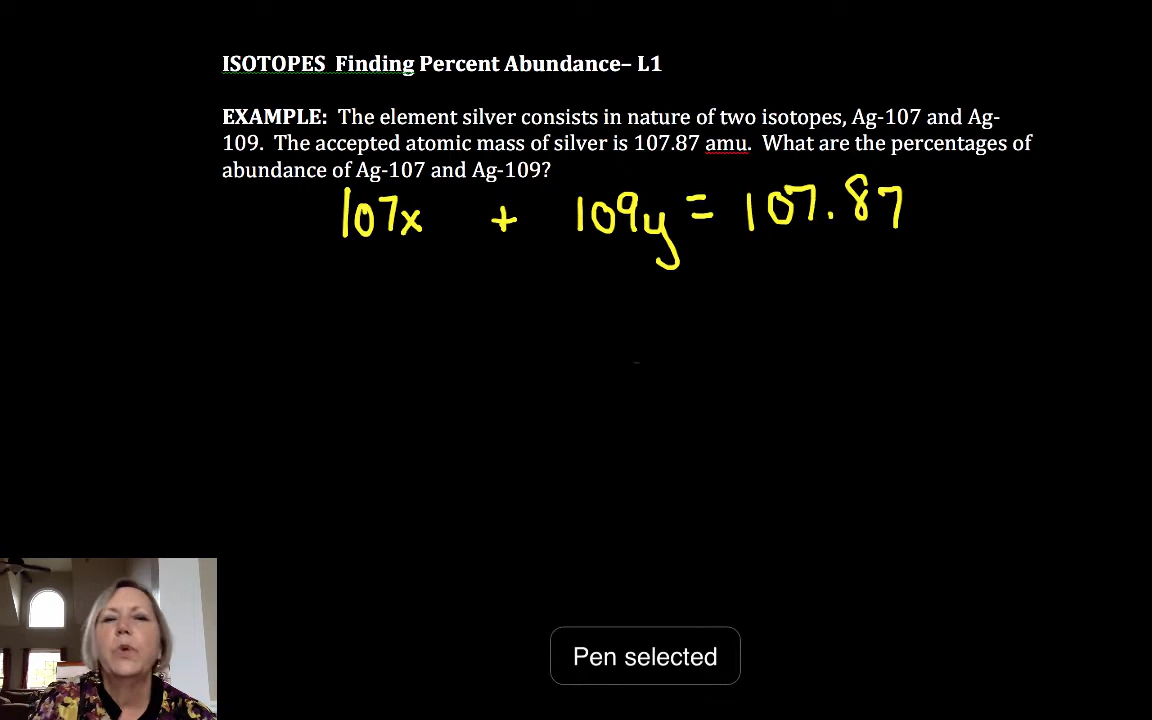 ISOTOPES Finding Percent Abundance– L1
EXAMPLE: The element silver consists in nature of two isotopes, Ag-107 and Ag-
109. The accepted atomic mass of silver is 107.87 amu. What are the percentages of
abundance of Ag-107 and Ag-109?
107x + 109y = 107.87
Pen selected